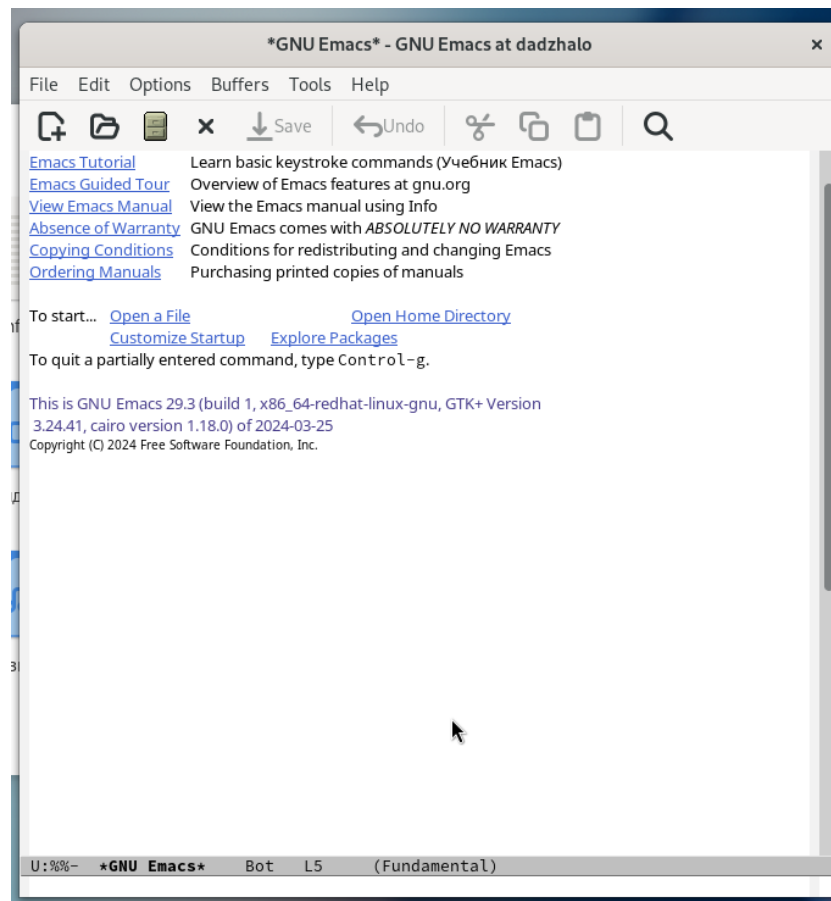 *GNU Emacs* - GNU Emacs at dadzhalo ×
File Edit Options Buffers Tools Help
Save Undo
Emacs Tutorial Learn basic keystroke commands (Учебник Emacs)
Emacs Guided Tour Overview of Emacs features at gnu.org
View Emacs Manual View the Emacs manual using Info
Absence of Warranty GNU Emacs comes with ABSOLUTELY NO WARRANTY
Copying Conditions Conditions for redistributing and changing Emacs
Ordering Manuals Purchasing printed copies of manuals
To start... Open a File Open Home Directory
Customize Startup Explore Packages
To quit a partially entered command, type Control-g.
This is GNU Emacs 29.3 (build 1, x86_64-redhat-linux-gnu, GTK+ Version
3.24.41, cairo version 1.18.0) of 2024-03-25
Copyright (C) 2024 Free Software Foundation, Inc.
U:%%- *GNU Emacs* Bot L5 (Fundamental)